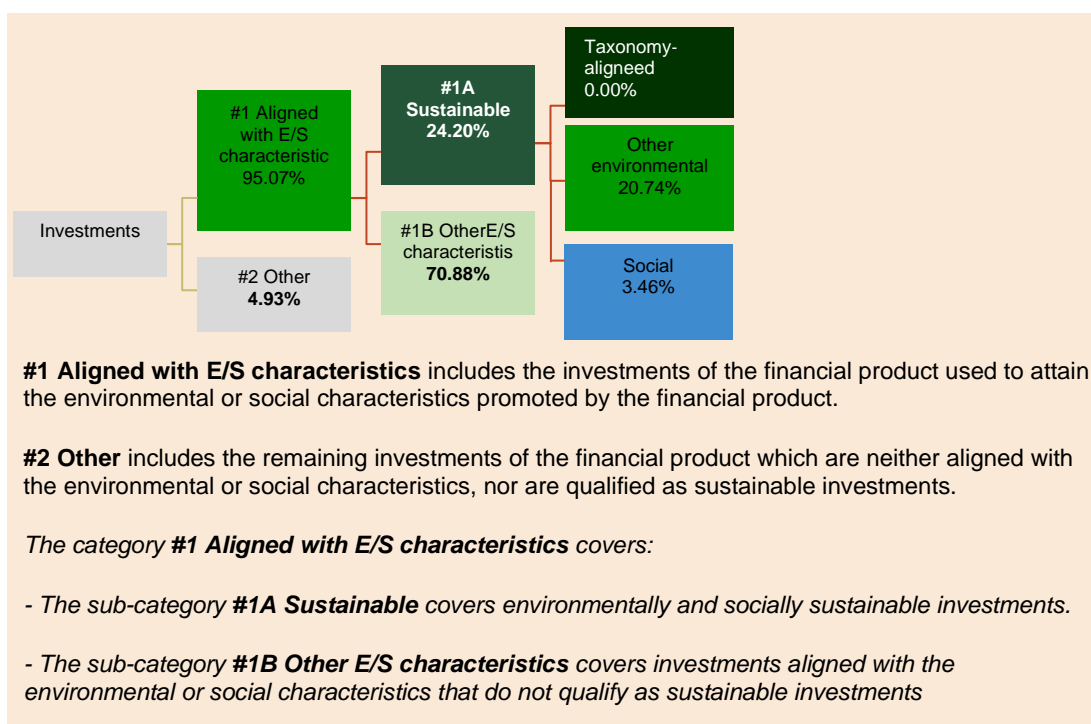 Investments
#1 Aligned
with E/S
characteristic
95.07%
#2 Other
4.93%
#1A
Sustainable
24.20%
#1B OtherE/S
characteristis
70.88%
Taxonomy-
aligneed
0.00%
Other
environmental
20.74%
Social
3.46%
#1 Aligned with E/S characteristics includes the investments of the financial product used to attain
the environmental or social characteristics promoted by the financial product.
#2 Other includes the remaining investments of the financial product which are neither aligned with
the environmental or social characteristics, nor are qualified as sustainable investments.
The category #1 Aligned with E/S characteristics covers:
- The sub-category #1A Sustainable covers environmentally and socially sustainable investments.
- The sub-category #1B Other E/S characteristics covers investments aligned with the
environmental or social characteristics that do not qualify as sustainable investments